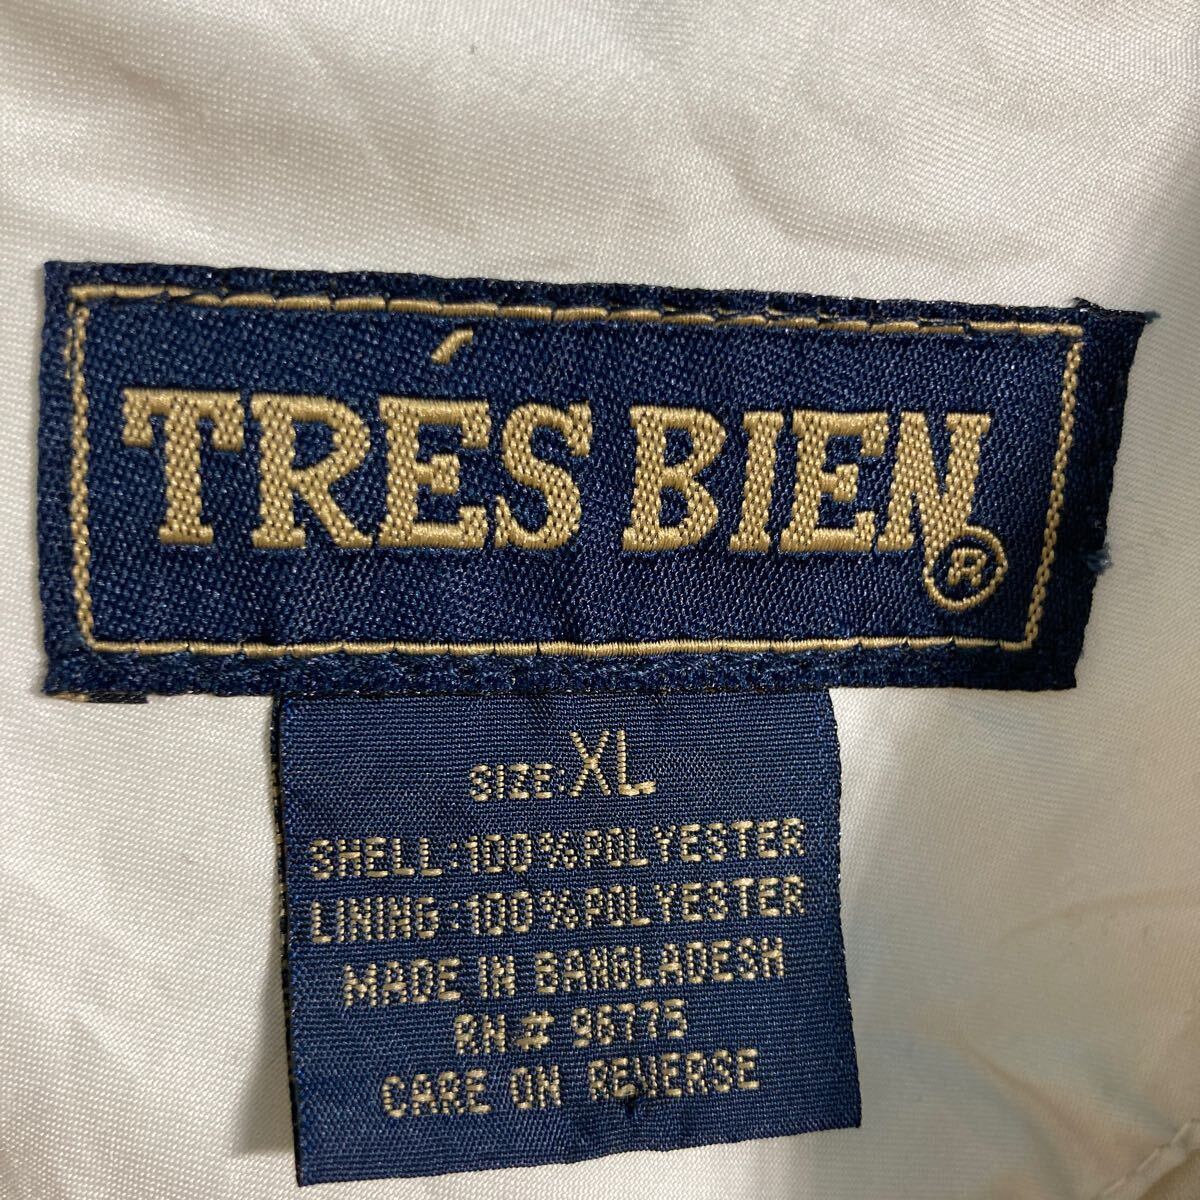 TRÉS BIEN®
SIZE:XL
SHELL:100%POLYESTER
LINING:100%POLYESTER
MADE IN BANGLADESH
RN# 96775
CARE ON REVERSE